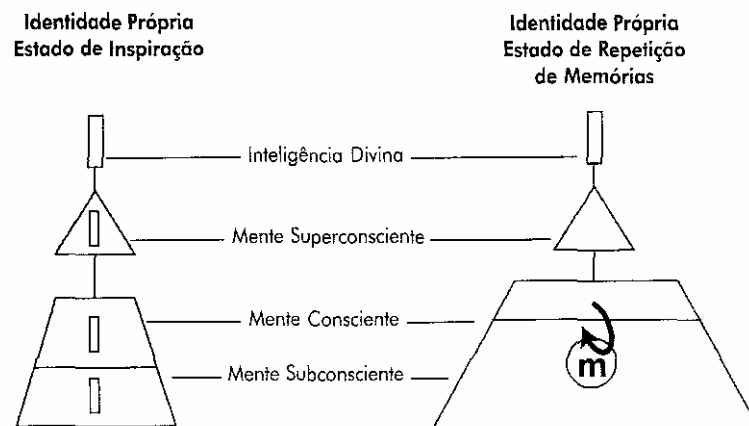 Identidade Própria
Estado de Inspiração
Identidade Própria
Estado de Repetição
de Memórias
Inteligência Divina
Mente Superconsciente
Mente Consciente
Mente Subconsciente
m